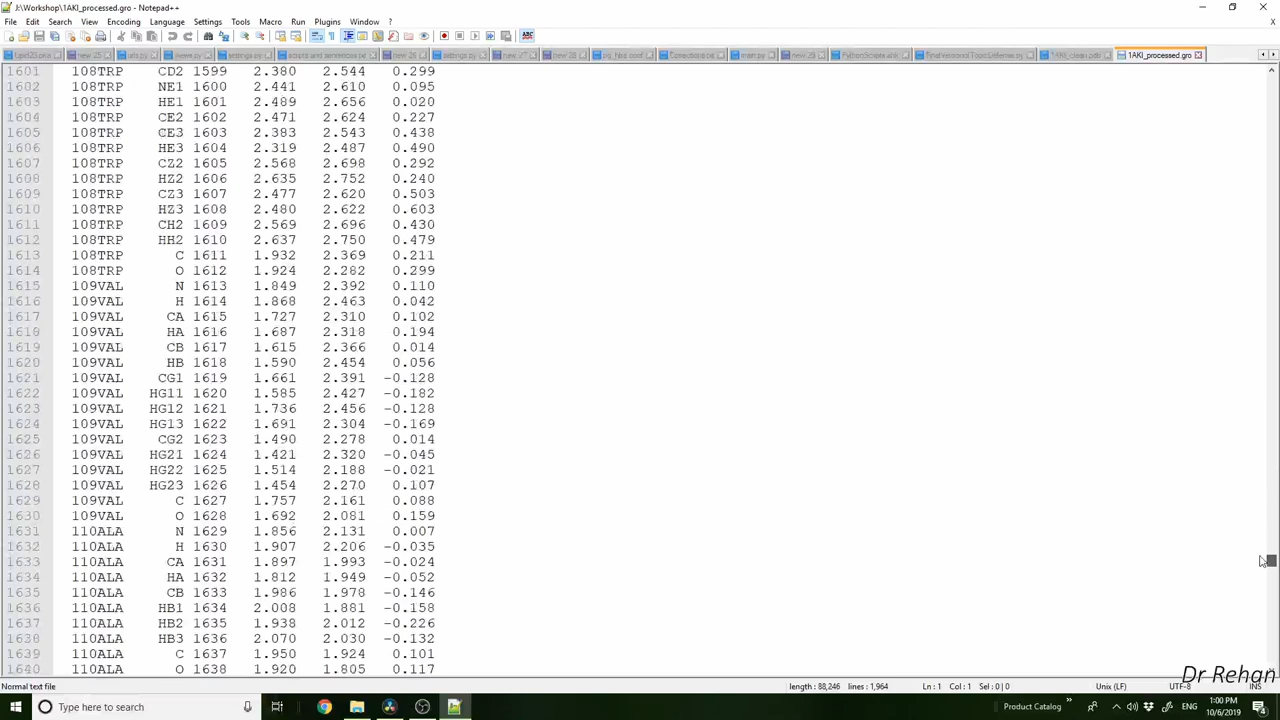 J:\Workshop\1AKI_processed.gro - Notepad++
File Edit Search View Encoding Language Settings Tools Macro Run Plugins Window ?
1AKI_processed.gro
1601 108TRP CD2 1599 2.380 2.544 0.299
1602 108TRP NE1 1600 2.441 2.610 0.095
1603 108TRP HE1 1601 2.489 2.656 0.020
1604 108TRP CE2 1602 2.471 2.624 0.227
1605 108TRP CE3 1603 2.383 2.543 0.438
1606 108TRP HE3 1604 2.319 2.487 0.490
1607 108TRP CZ2 1605 2.568 2.698 0.292
1608 108TRP HZ2 1606 2.635 2.752 0.240
1609 108TRP CZ3 1607 2.477 2.620 0.503
1610 108TRP HZ3 1608 2.480 2.622 0.603
1611 108TRP CH2 1609 2.569 2.696 0.430
1612 108TRP HH2 1610 2.637 2.750 0.479
1613 108TRP C 1611 1.932 2.369 0.211
1614 108TRP O 1612 1.924 2.282 0.299
1615 109VAL N 1613 1.849 2.392 0.110
1616 109VAL H 1614 1.868 2.463 0.042
1617 109VAL CA 1615 1.727 2.310 0.102
1618 109VAL HA 1616 1.687 2.318 0.194
1619 109VAL CB 1617 1.615 2.366 0.014
1620 109VAL HB 1618 1.590 2.454 0.056
1621 109VAL CG1 1619 1.661 2.391 -0.128
1622 109VAL HG11 1620 1.585 2.427 -0.182
1623 109VAL HG12 1621 1.736 2.456 -0.128
1624 109VAL HG13 1622 1.691 2.304 -0.169
1625 109VAL CG2 1623 1.490 2.278 0.014
1626 109VAL HG21 1624 1.421 2.320 -0.045
1627 109VAL HG22 1625 1.514 2.188 -0.021
1628 109VAL HG23 1626 1.454 2.270 0.107
1629 109VAL C 1627 1.757 2.161 0.088
1630 109VAL O 1628 1.692 2.081 0.159
1631 110ALA N 1629 1.856 2.131 0.007
1632 110ALA H 1630 1.907 2.206 -0.035
1633 110ALA CA 1631 1.897 1.993 -0.024
1634 110ALA HA 1632 1.812 1.949 -0.052
1635 110ALA CB 1633 1.986 1.978 -0.146
1636 110ALA HB1 1634 2.008 1.881 -0.158
1637 110ALA HB2 1635 1.938 2.012 -0.226
1638 110ALA HB3 1636 2.070 2.030 -0.132
1639 110ALA C 1637 1.950 1.924 0.101
1640 110ALA O 1638 1.920 1.805 0.117
Dr Rehan
Normal text file length : 88,246 lines : 1,964 Ln : 1 Col : 1 Sel : 0 | 0 Unix (LF) UTF-8 INS
Type here to search
Product Catalog
ENG
1:00 PM
10/6/2019